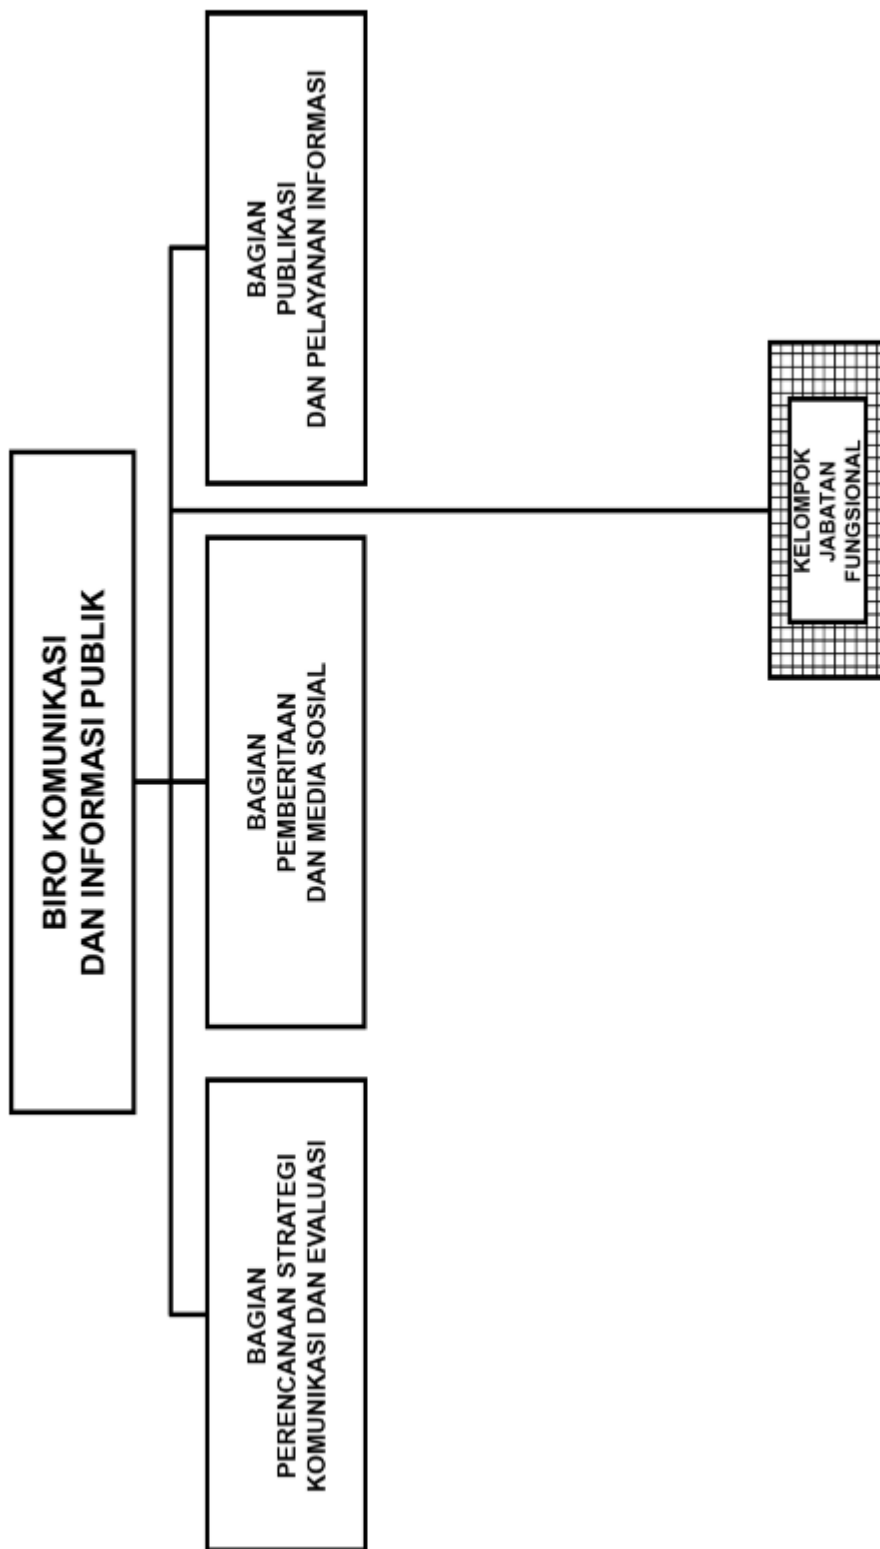 BIRO KOMUNIKASI
DAN INFORMASI PUBLIK
BAGIAN
PERENCANAAN STRATEGI
KOMUNIKASI DAN EVALUASI
BAGIAN
PEMBERITAAN
DAN MEDIA SOSIAL
BAGIAN
PUBLIKASI
DAN PELAYANAN INFORMASI
KELOMPOK
JABATAN
FUNGSIONAL